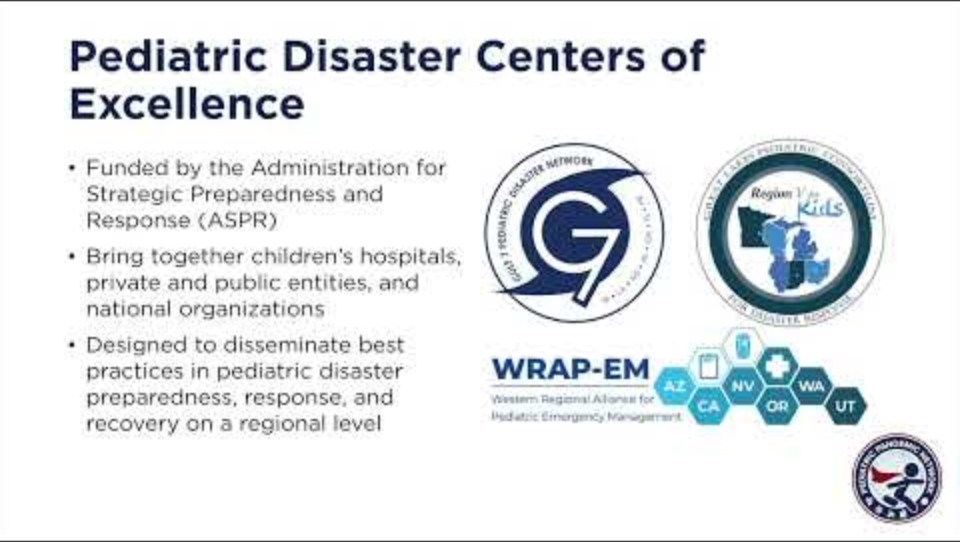 Pediatric Disaster Centers of
Excellence
• Funded by the Administration for
Strategic Preparedness and
Response (ASPR)
• Bring together children's hospitals,
private and public entities, and
national organizations
• Designed to disseminate best
practices in pediatric disaster
preparedness, response, and
recovery on a regional level
GULF 7 PEDIATRIC DISASTER NETWORK
G7
GREAT LAKES PEDIATRIC CONSORTIUM
Region V for
Kids
FOR DISASTER RESPONSE
WRAP-EM
Western Regional Alliance for
Pediatric Emergency Management
AZ
CA
NV
OR
WA
UT
PEDIATRIC PANDEMIC NETWORK